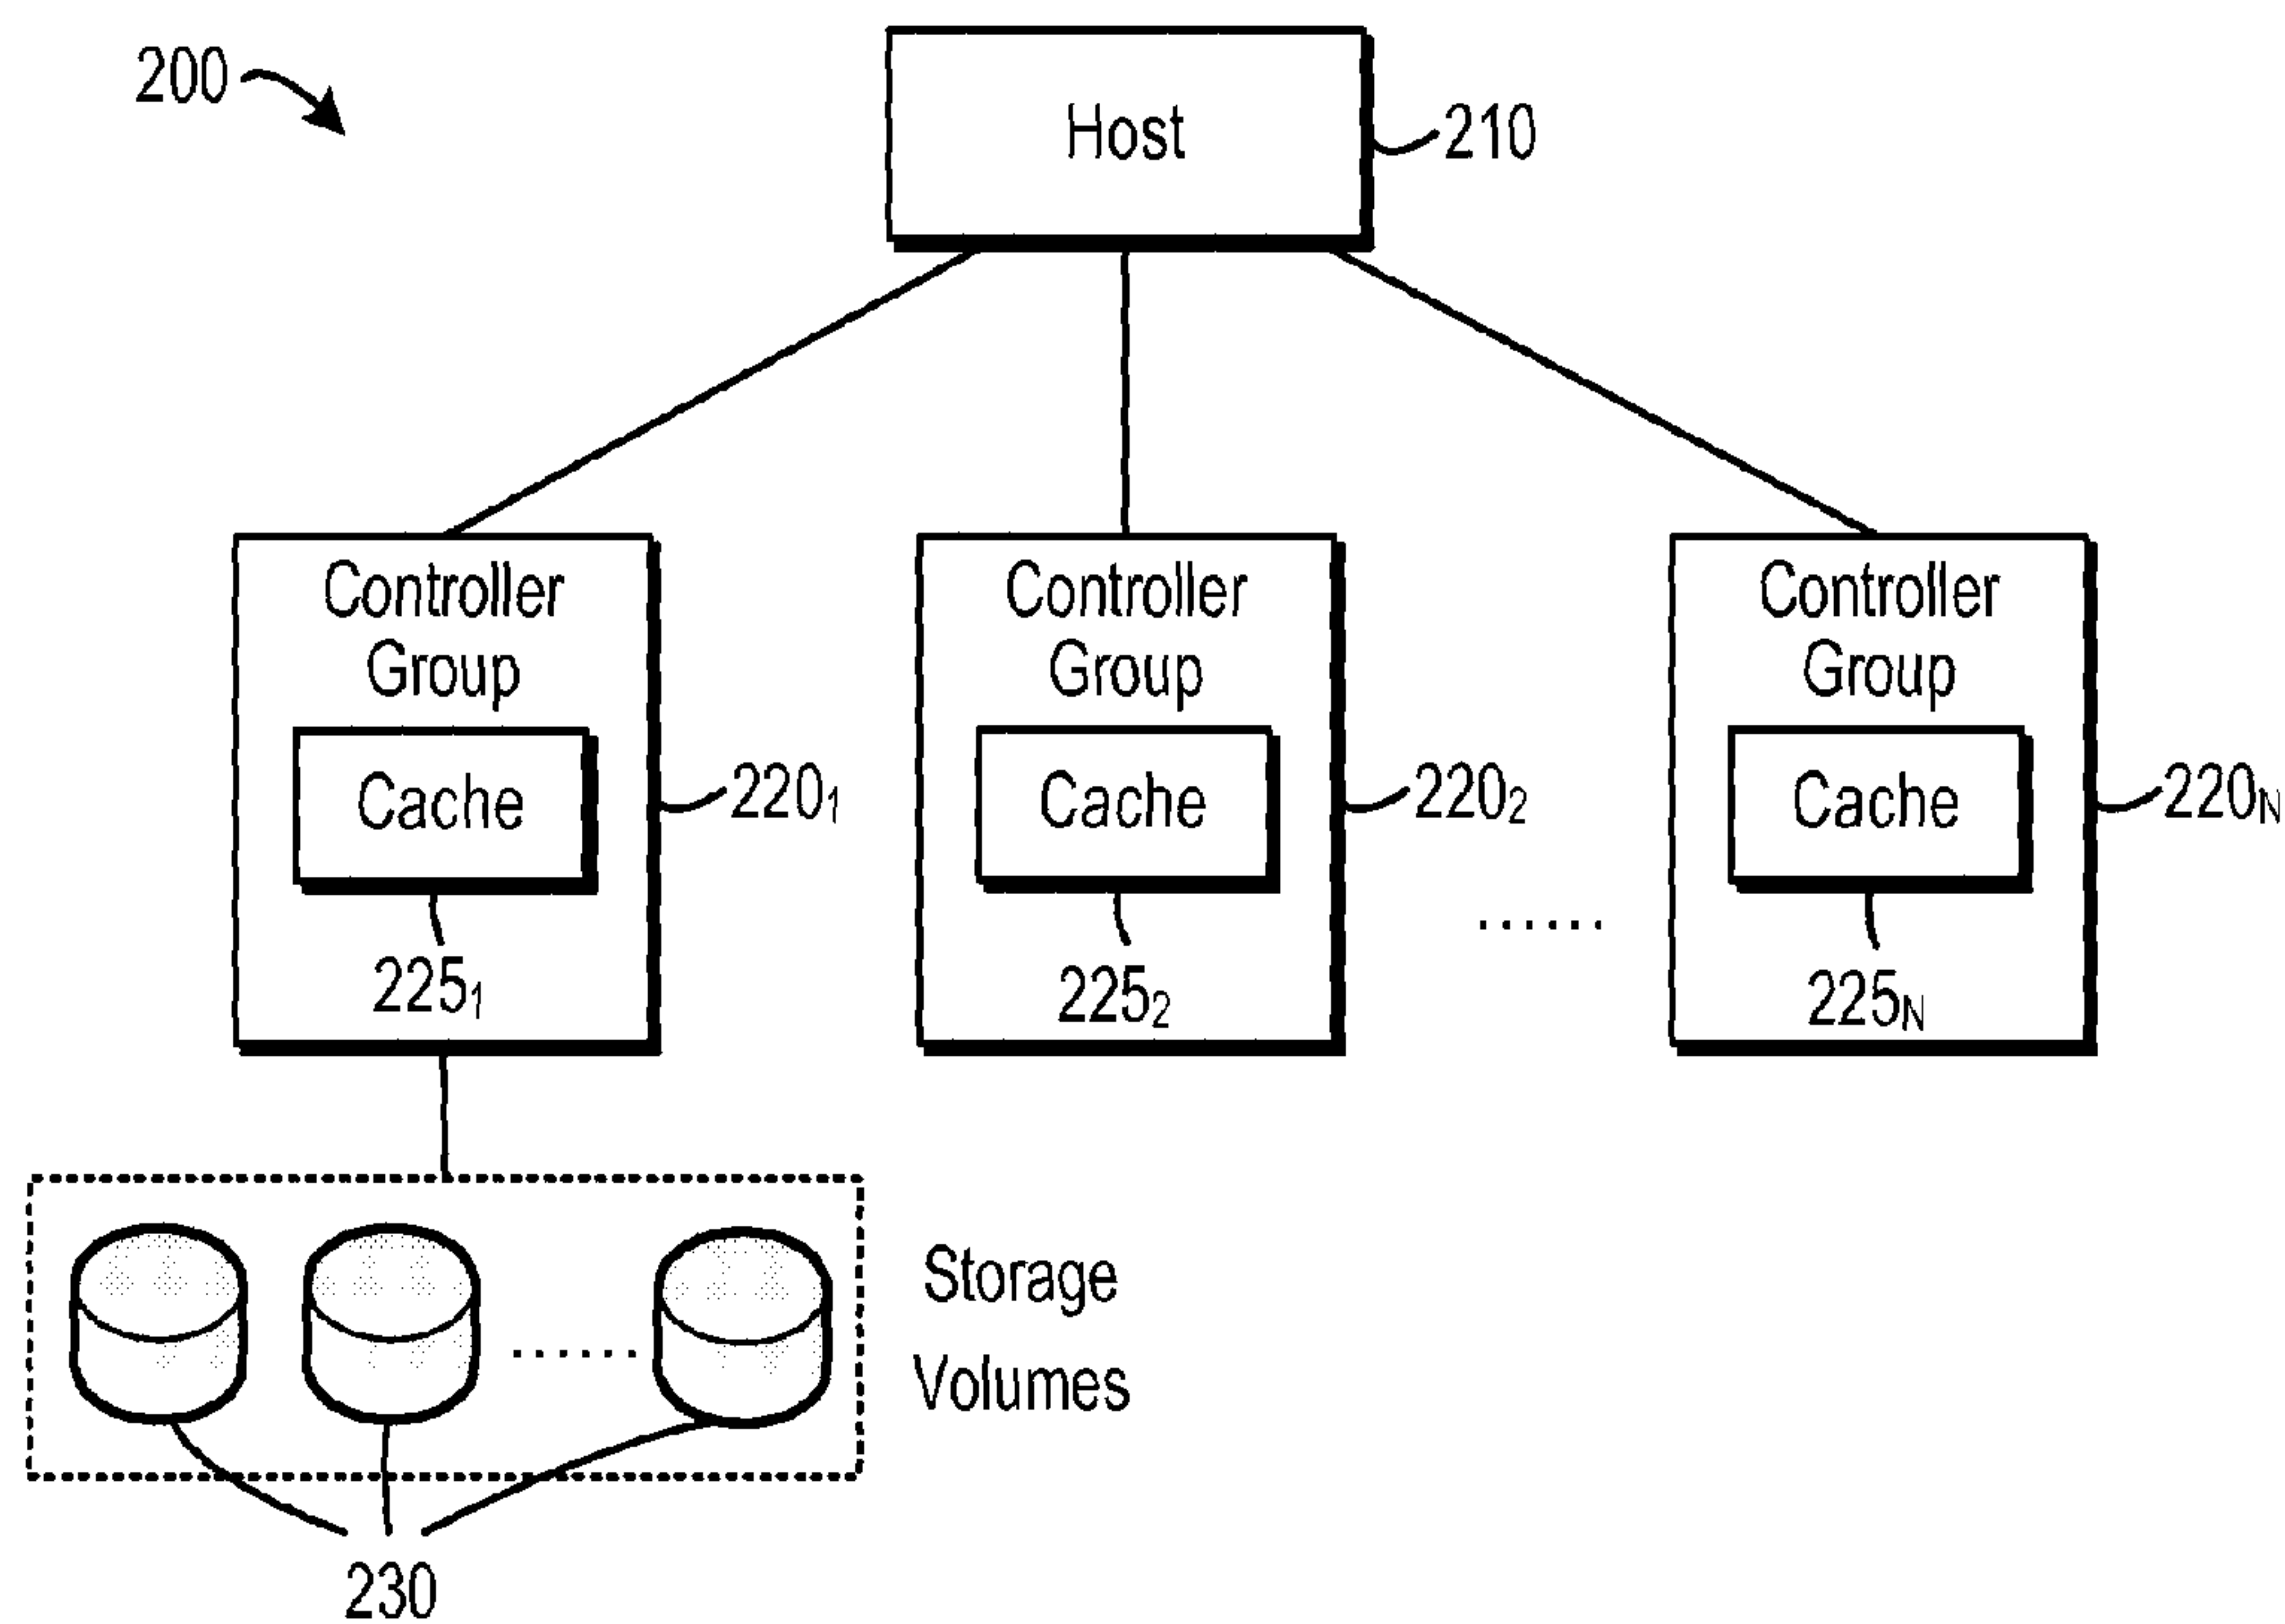 200
Host
210
Controller
Group
Cache
220₁
225₁
Controller
Group
Cache
220₂
225₂
......
Controller
Group
Cache
220N
225N
......
Storage
Volumes
230